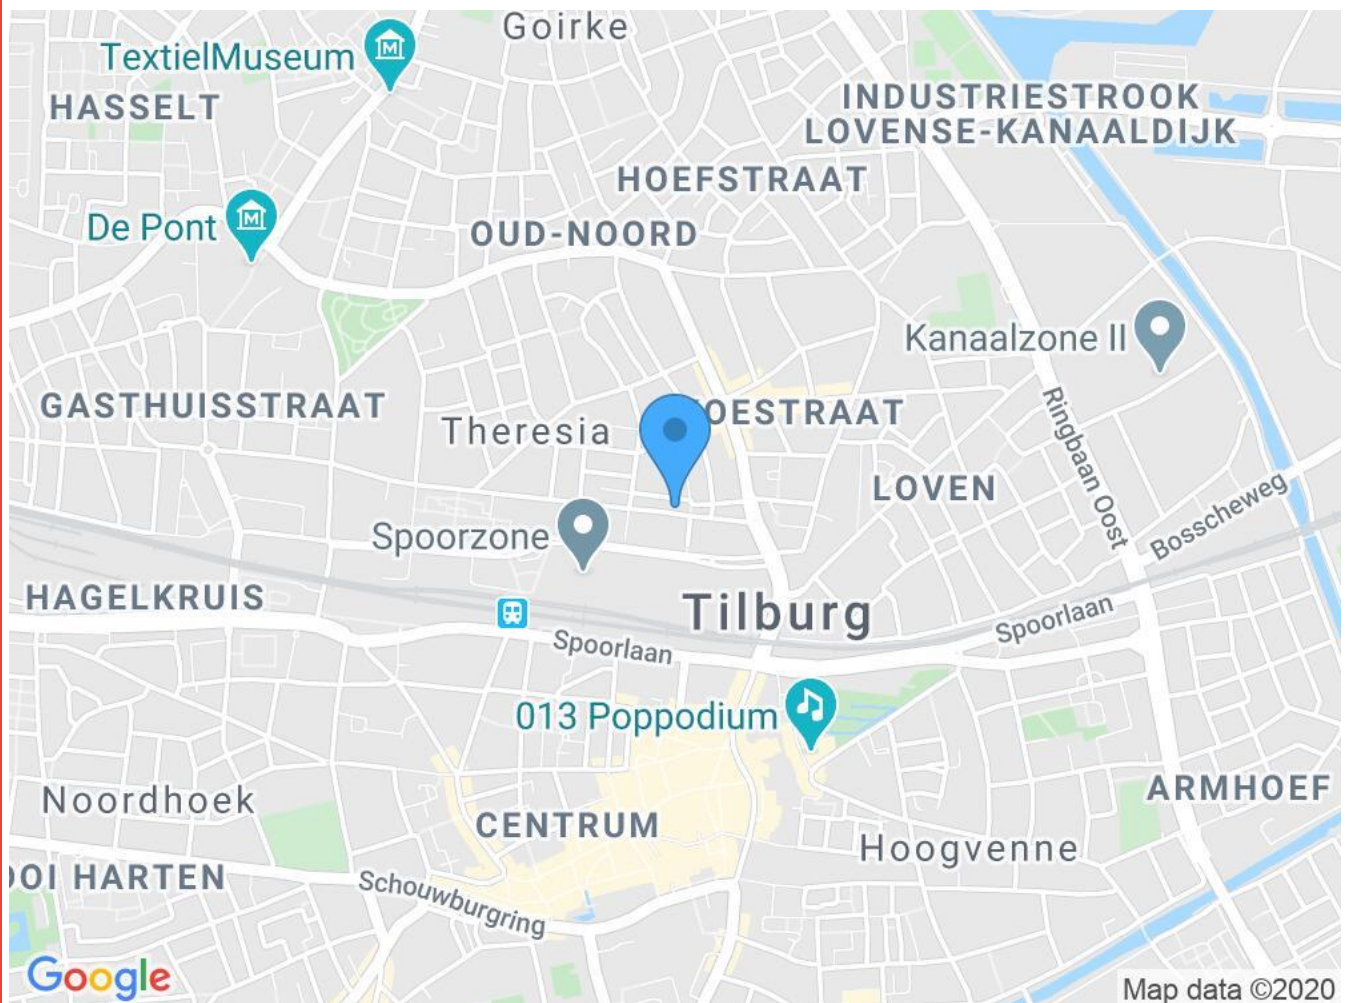 Goirke
TextielMuseum
HASSELT
INDUSTRIESTROOK
LOVENSE-KANAALDIJK
HOEFSTRAAT
De Pont
OUD-NOORD
Kanaalzone II
GASTHUISSTRAAT
OESTRAAT
Theresia
Ringbaan Oost
LOVEN
Bosscheweg
Spoorzone
HAGELKRUIS
Tilburg
Spoorlaan
Spoorlaan
013 Poppodium
ARMHOEF
Noordhoek
CENTRUM
Hoogvenne
OOI HARTEN
Schouwburgring
Google
Map data ©2020